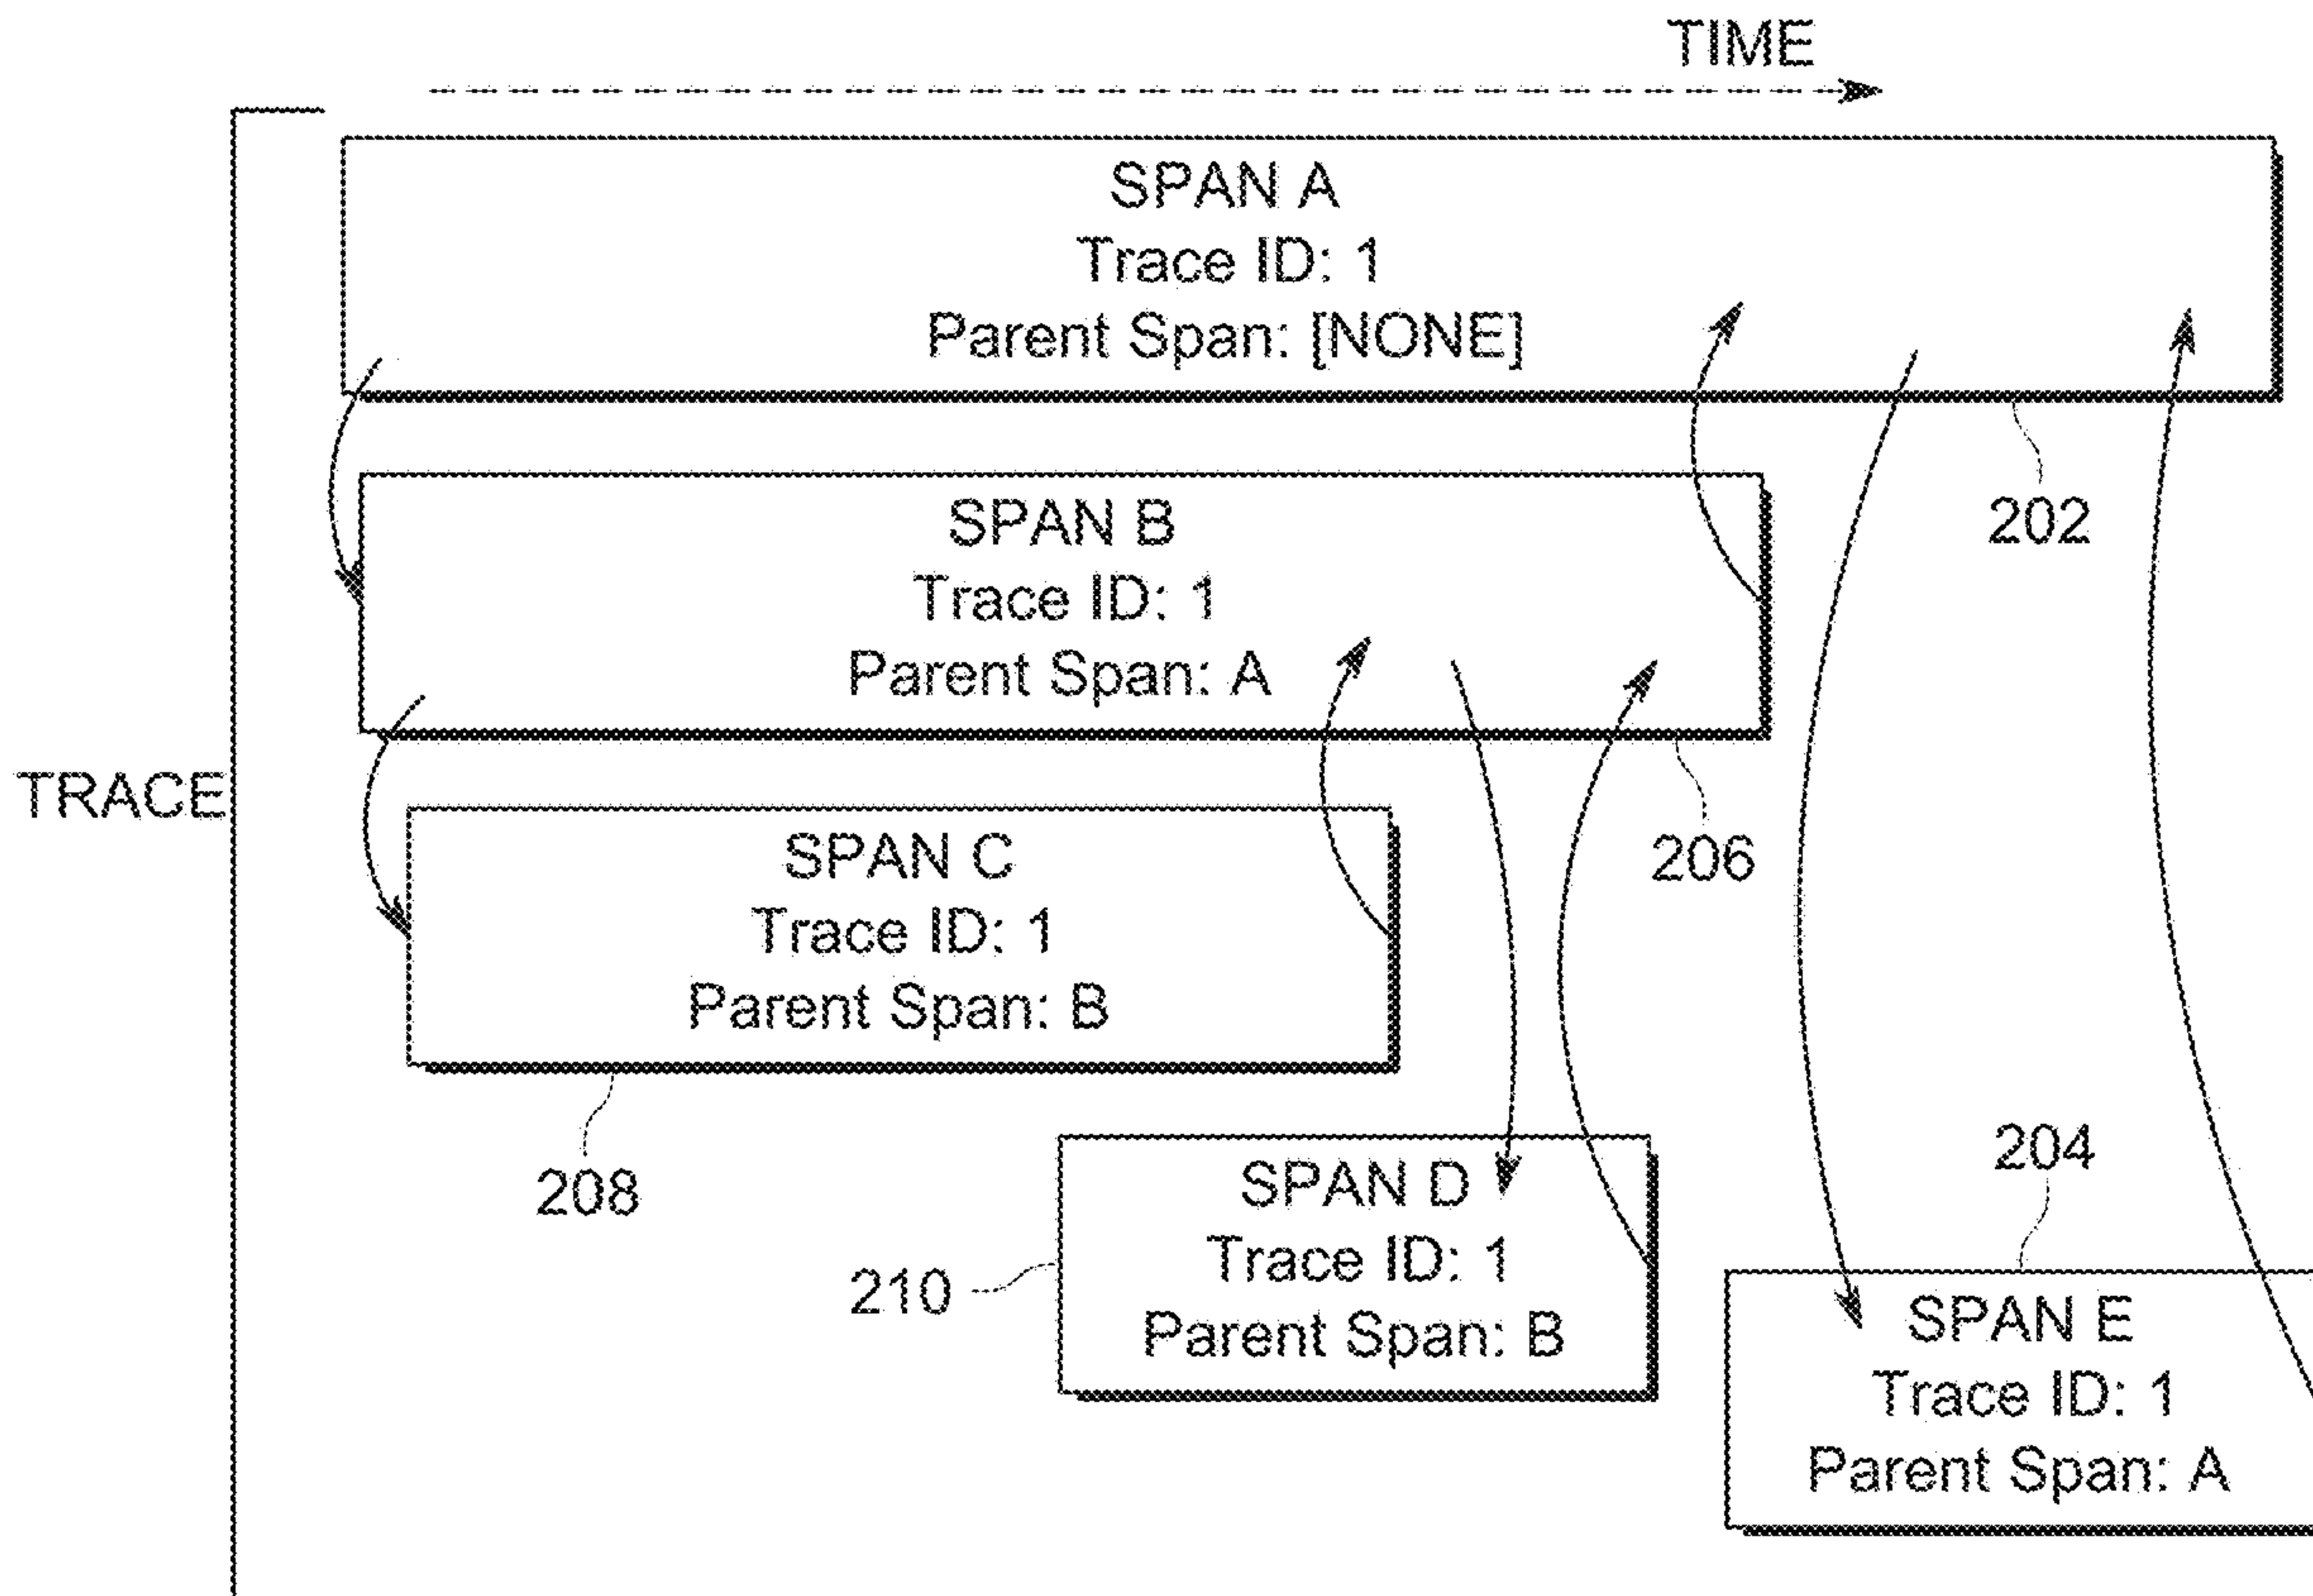 TIME
SPAN A
Trace ID: 1
Parent Span: [NONE]
202
SPAN B
Trace ID: 1
Parent Span: A
206
TRACE
SPAN C
Trace ID: 1
Parent Span: B
208
SPAN D
Trace ID: 1
Parent Span: B
210
204
SPAN E
Trace ID: 1
Parent Span: A